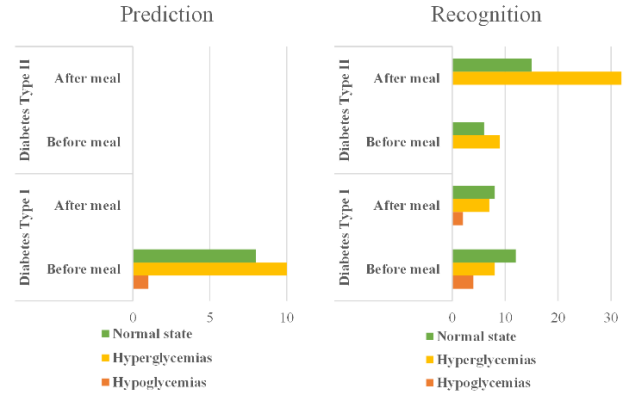 Prediction
Diabetes Type II
After meal
Before meal
Diabetes Type I
After meal
Before meal
0 5 10
Normal state
Hyperglycemias
Hypoglycemias
Recognition
Diabetes Type II
After meal
Before meal
Diabetes Type I
After meal
Before meal
0 10 20 30
Normal state
Hyperglycemias
Hypoglycemias